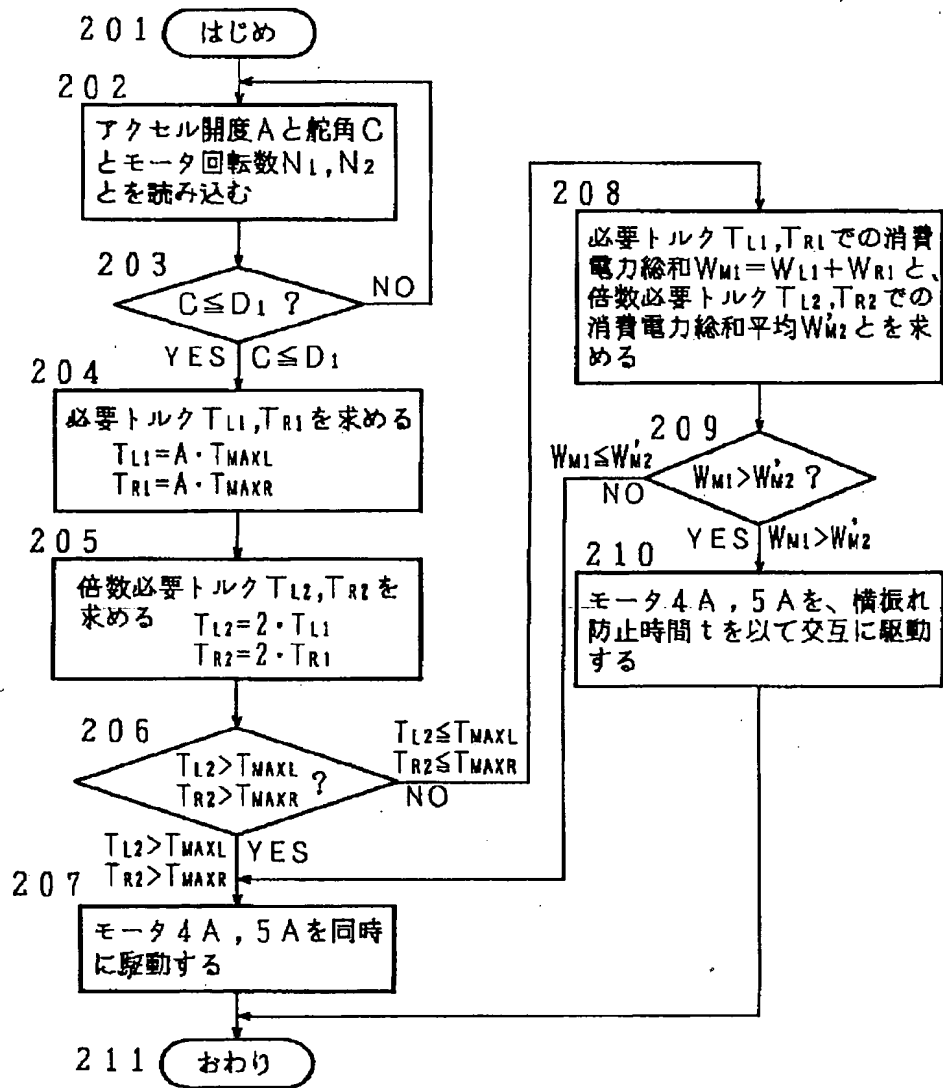 201
はじめ
202
アクセル開度Aと舵角C
とモータ回転数N1,N2
とを読み込む
203
C≦D1?
NO
YES C≦D1
204
必要トルクTL1,TR1を求める
TL1=A・TMAXL
TR1=A・TMAXR
205
倍数必要トルクTL2,TR2を
求める TL2=2・TL1
TR2=2・TR1
206
TL2>TMAXL
TR2>TMAXR ?
TL2≦TMAXL
TR2≦TMAXR
NO
TL2>TMAXL
TR2>TMAXR
YES
207
モータ4A,5Aを同時
に駆動する
208
必要トルクTL1,TR1での消費
電力総和WM1=WL1+WR1と、
倍数必要トルクTL2,TR2での
消費電力総和平均W'M2とを求
める
209
WM1>W'M2?
WM1≦W'M2
NO
YES WM1>W'M2
210
モータ4A,5Aを、横振れ
防止時間tを以て交互に駆動
する
211
おわり